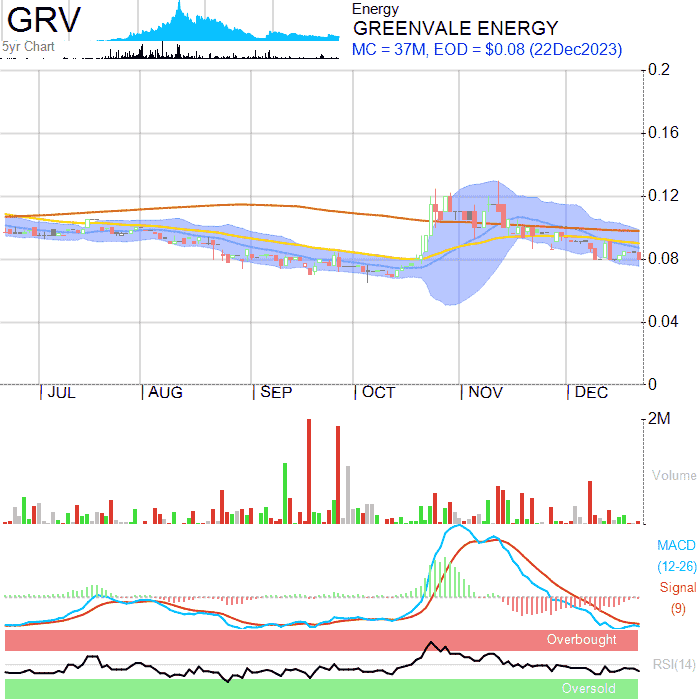 GRV
5yr Chart
Energy
GREENVALE ENERGY
MC = 37M, EOD = $0.08 (22Dec2023)
0.2
0.16
0.12
0.08
0.04
0
JUL AUG SEP OCT NOV DEC
2M
Volume
MACD
(12-26)
Signal
(9)
Overbought
RSI(14)
Oversold